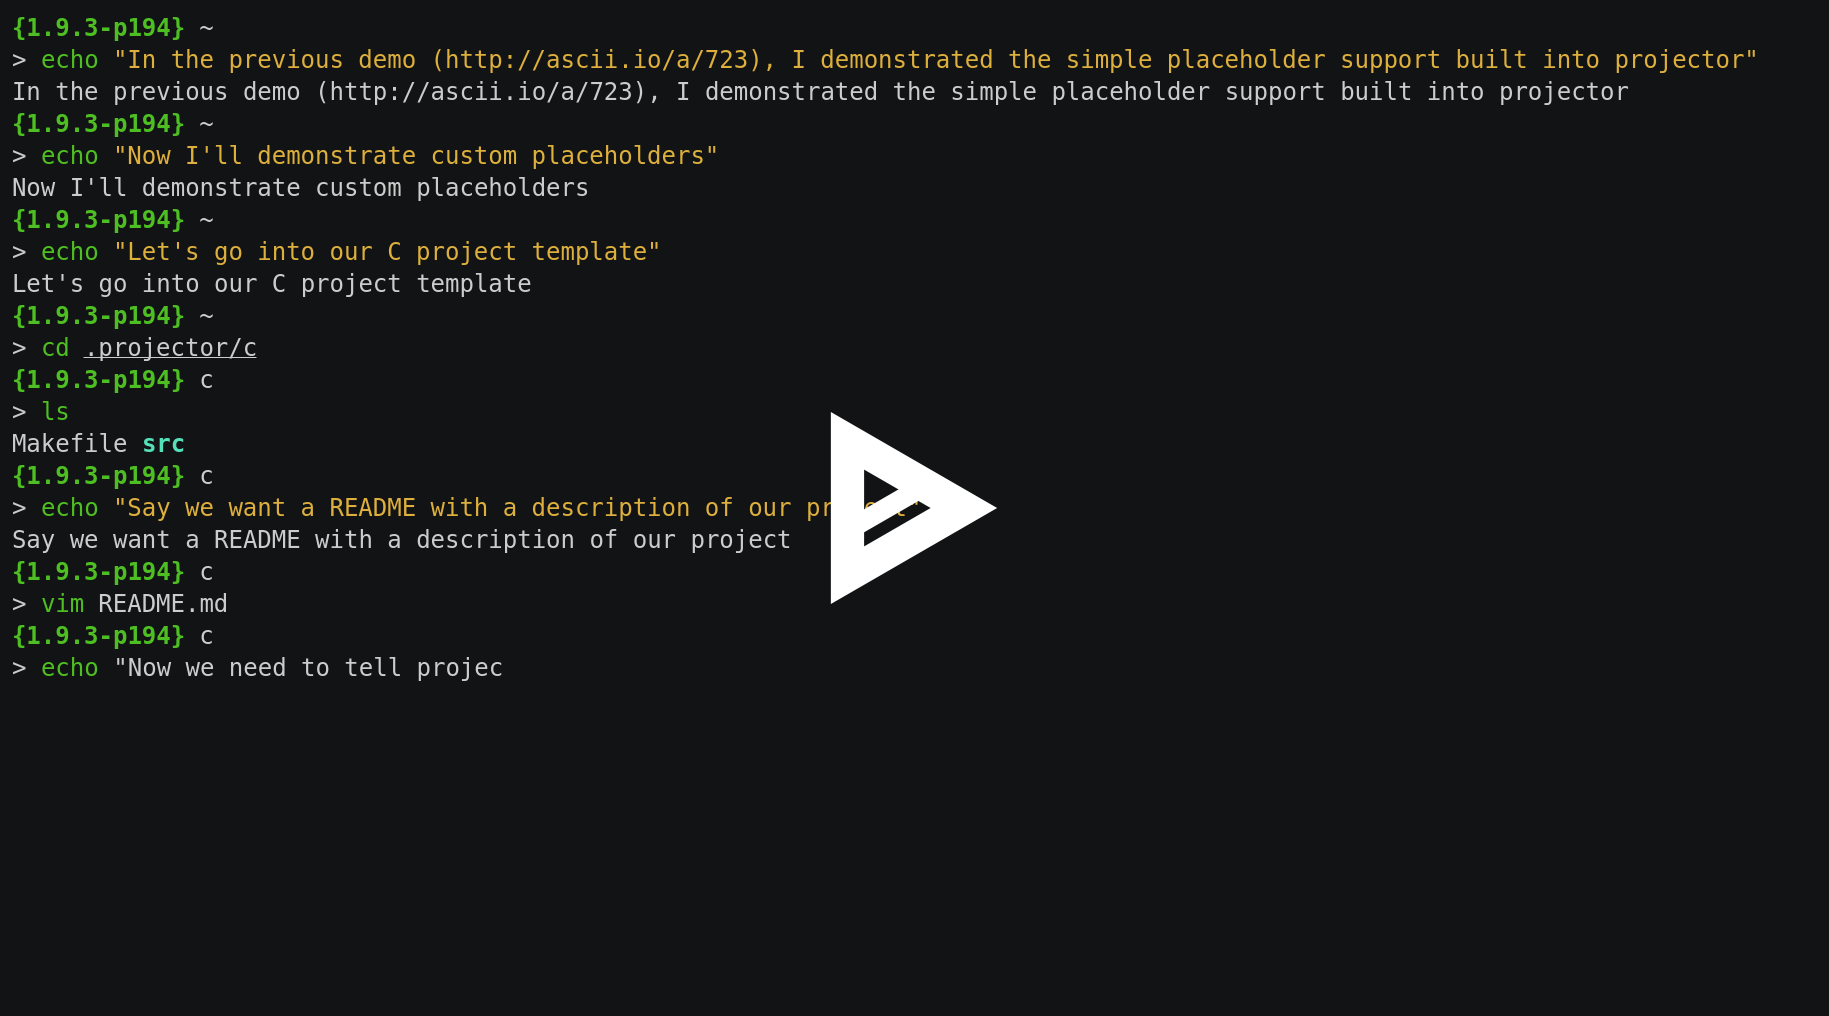 {1.9.3-p194} ~
> echo "In the previous demo (http://ascii.io/a/723), I demonstrated the simple placeholder support built into projector"
In the previous demo (http://ascii.io/a/723), I demonstrated the simple placeholder support built into projector
{1.9.3-p194} ~
> echo "Now I'll demonstrate custom placeholders"
Now I'll demonstrate custom placeholders
{1.9.3-p194} ~
> echo "Let's go into our C project template"
Let's go into our C project template
{1.9.3-p194} ~
> cd .projector/c
{1.9.3-p194} c
> ls
Makefile src
{1.9.3-p194} c
> echo "Say we want a README with a description of our project"
Say we want a README with a description of our project
{1.9.3-p194} c
> vim README.md
{1.9.3-p194} c
> echo "Now we need to tell projec